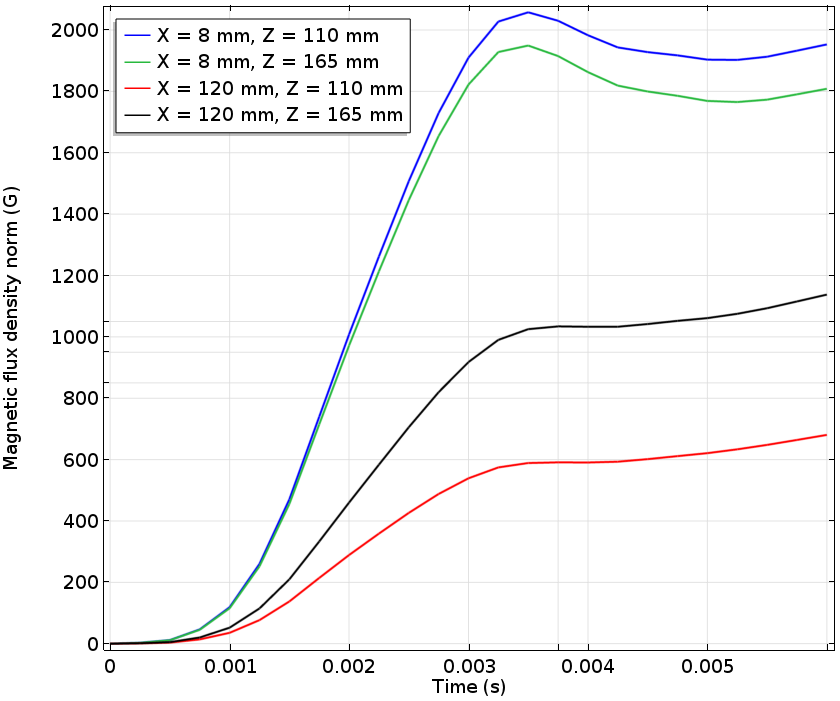 X = 8 mm, Z = 110 mm
X = 8 mm, Z = 165 mm
X = 120 mm, Z = 110 mm
X = 120 mm, Z = 165 mm
Magnetic flux density norm (G)
2000
1800
1600
1400
1200
1000
800
600
400
200
0
0 0.001 0.002 0.003 0.004 0.005
Time (s)